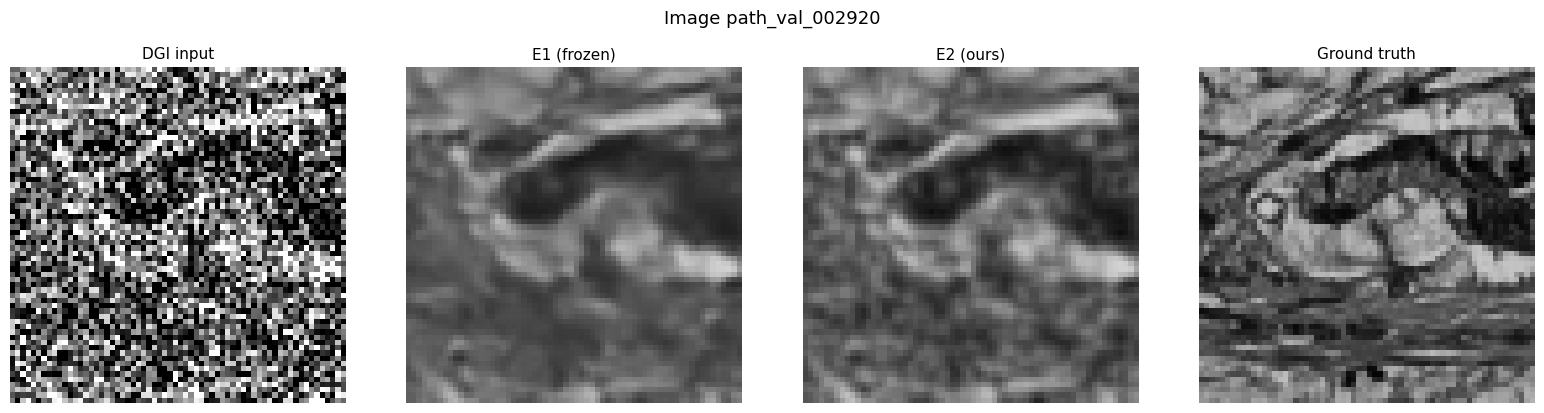 Image path_val_002920
DGI input
E1 (frozen)
E2 (ours)
Ground truth